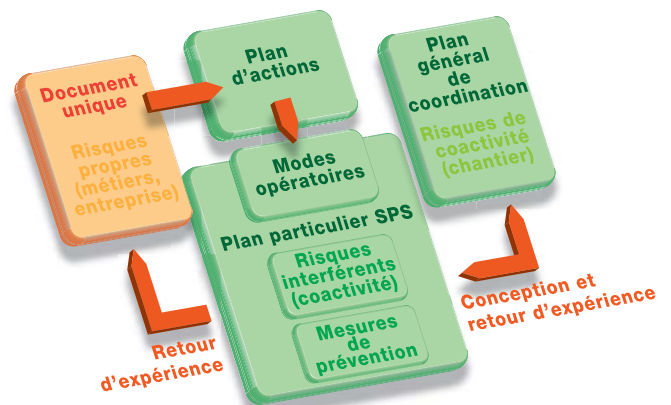 Document
unique
Risques
propres
(métiers,
entreprise)
Plan
d'actions
Plan
général
de
coordination
Risques de
coactivité
(chantier)
Modes
opératoires
Plan particulier SPS
Risques
interférents
(coactivité)
Mesures
de
prévention
Retour
d'expérience
Conception et
retour d'expérience